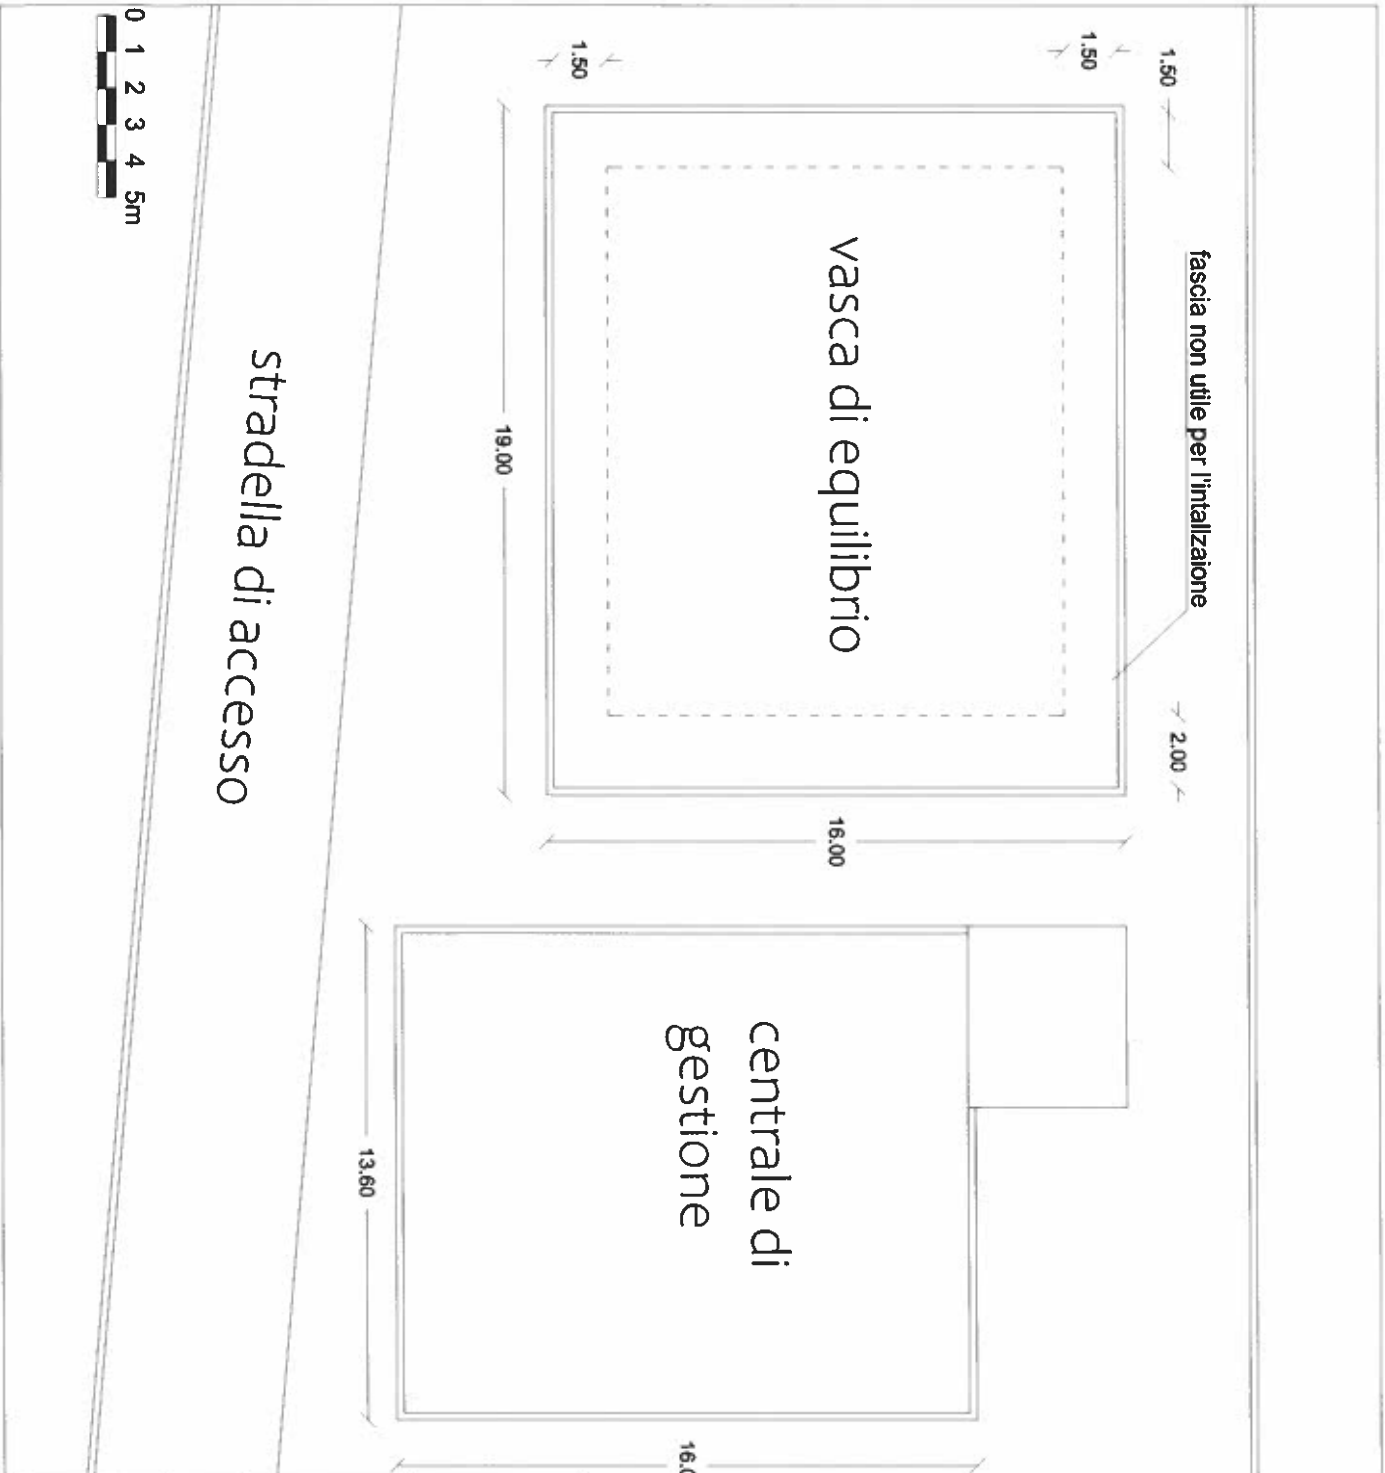 fascia non utile per l'intallzaione
1.50
2.00
1.50
1.50
vasca di equilibrio
16.00
19.00
centrale di
gestione
13.60
stradella di accesso
0 1 2 3 4 5m